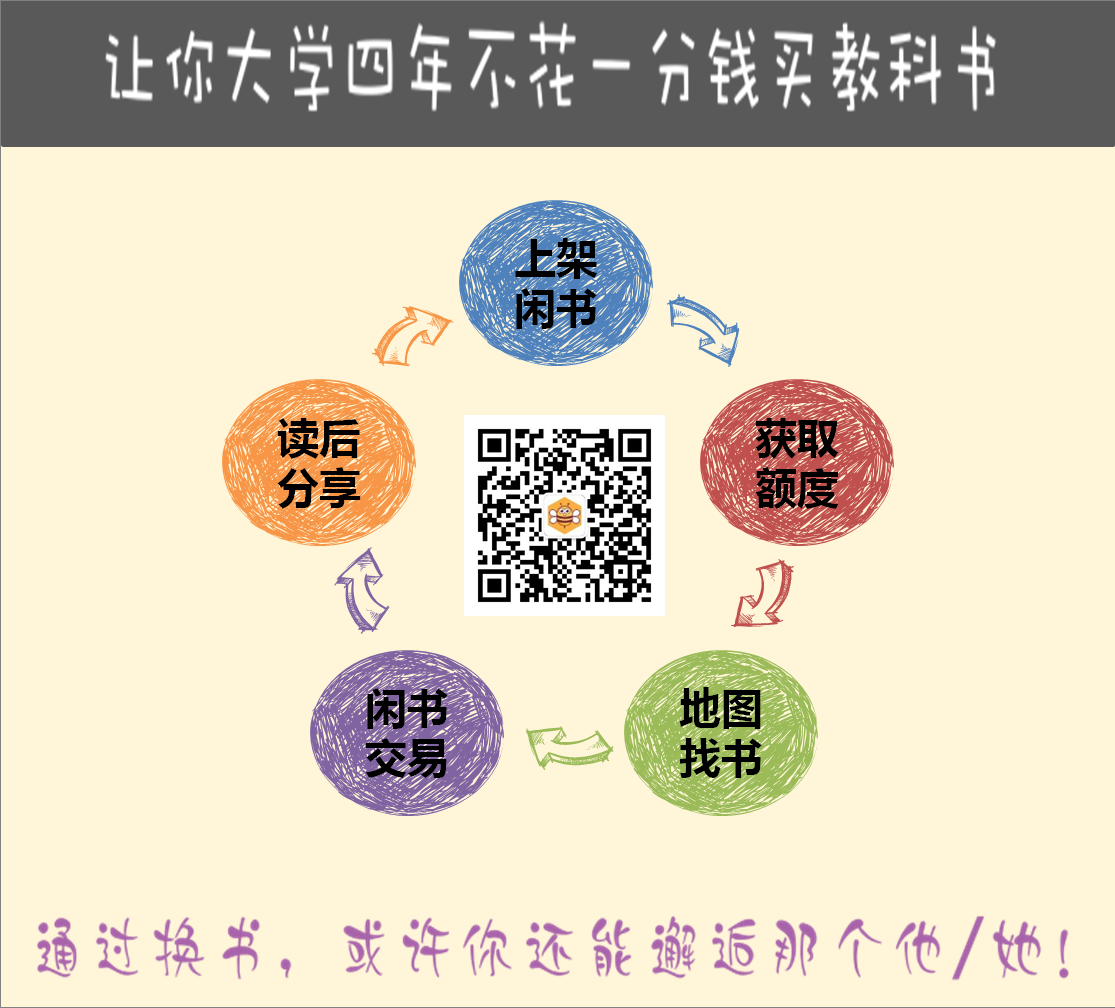 让你大学四年不花一分钱买教科书
上架
闲书
获取
额度
地图
找书
闲书
交易
读后
分享
通过换书，或许你还能邂逅那个他/她！